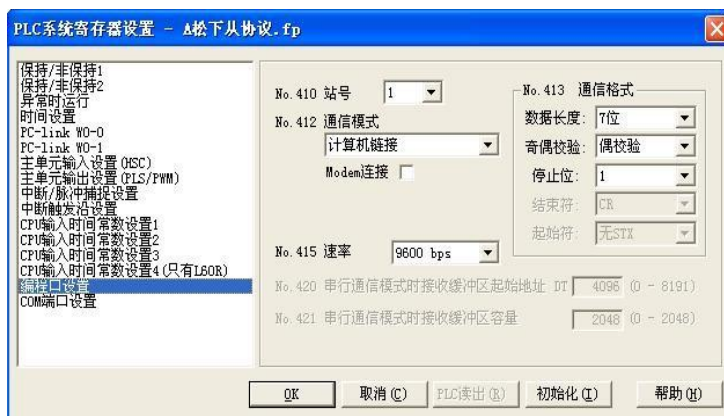 PLC系统寄存器设置 - A松下从协议.fp
保持/非保持1
保持/非保持2
异常时运行
时间设置
PC-link W0-0
PC-link W0-1
主单元输入设置(HSC)
主单元输出设置(PLS/PWM)
中断/脉冲捕捉设置
中断触发沿设置
CPU输入时间常数设置1
CPU输入时间常数设置2
CPU输入时间常数设置3
CPU输入时间常数设置4(只有L60R)
编程口设置
COM端口设置
No.410 站号 1
No.412 通信模式
计算机链接
Modem连接
No.413 通信格式
数据长度: 7位
奇偶校验: 偶校验
停止位: 1
结束符: CR
起始符: 无STX
No.415 速率 9600 bps
No.420 串行通信模式时接收缓冲区起始地址 DT 4096 (0 - 8191)
No.421 串行通信模式时接收缓冲区容量 2048 (0 - 2048)
OK 取消(C) PLC读出(R) 初始化(I) 帮助(H)